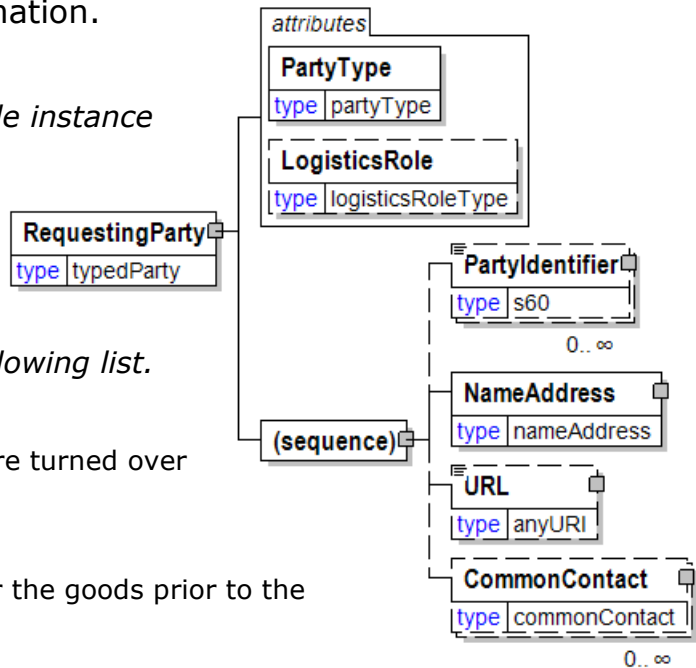 nation.
le instance
lowing list.
re turned over
r the goods prior to the
attributes
PartyType
type partyType
LogisticsRole
type logisticsRoleType
RequestingParty
type typedParty
(sequence)
PartyIdentifier
type s60
0.. ∞
NameAddress
type nameAddress
URL
type anyURI
CommonContact
type commonContact
0.. ∞